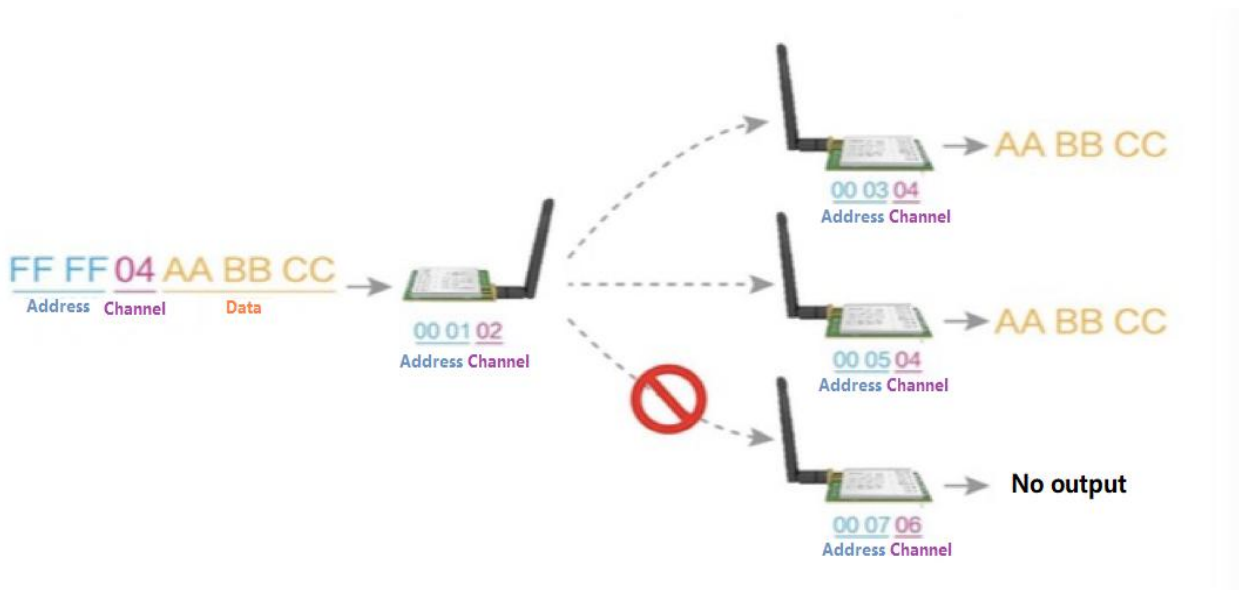 FF FF 04 AA BB CC
Address Channel Data
00 01 02
Address Channel
AA BB CC
00 03 04
Address Channel
AA BB CC
00 05 04
Address Channel
No output
00 07 06
Address Channel